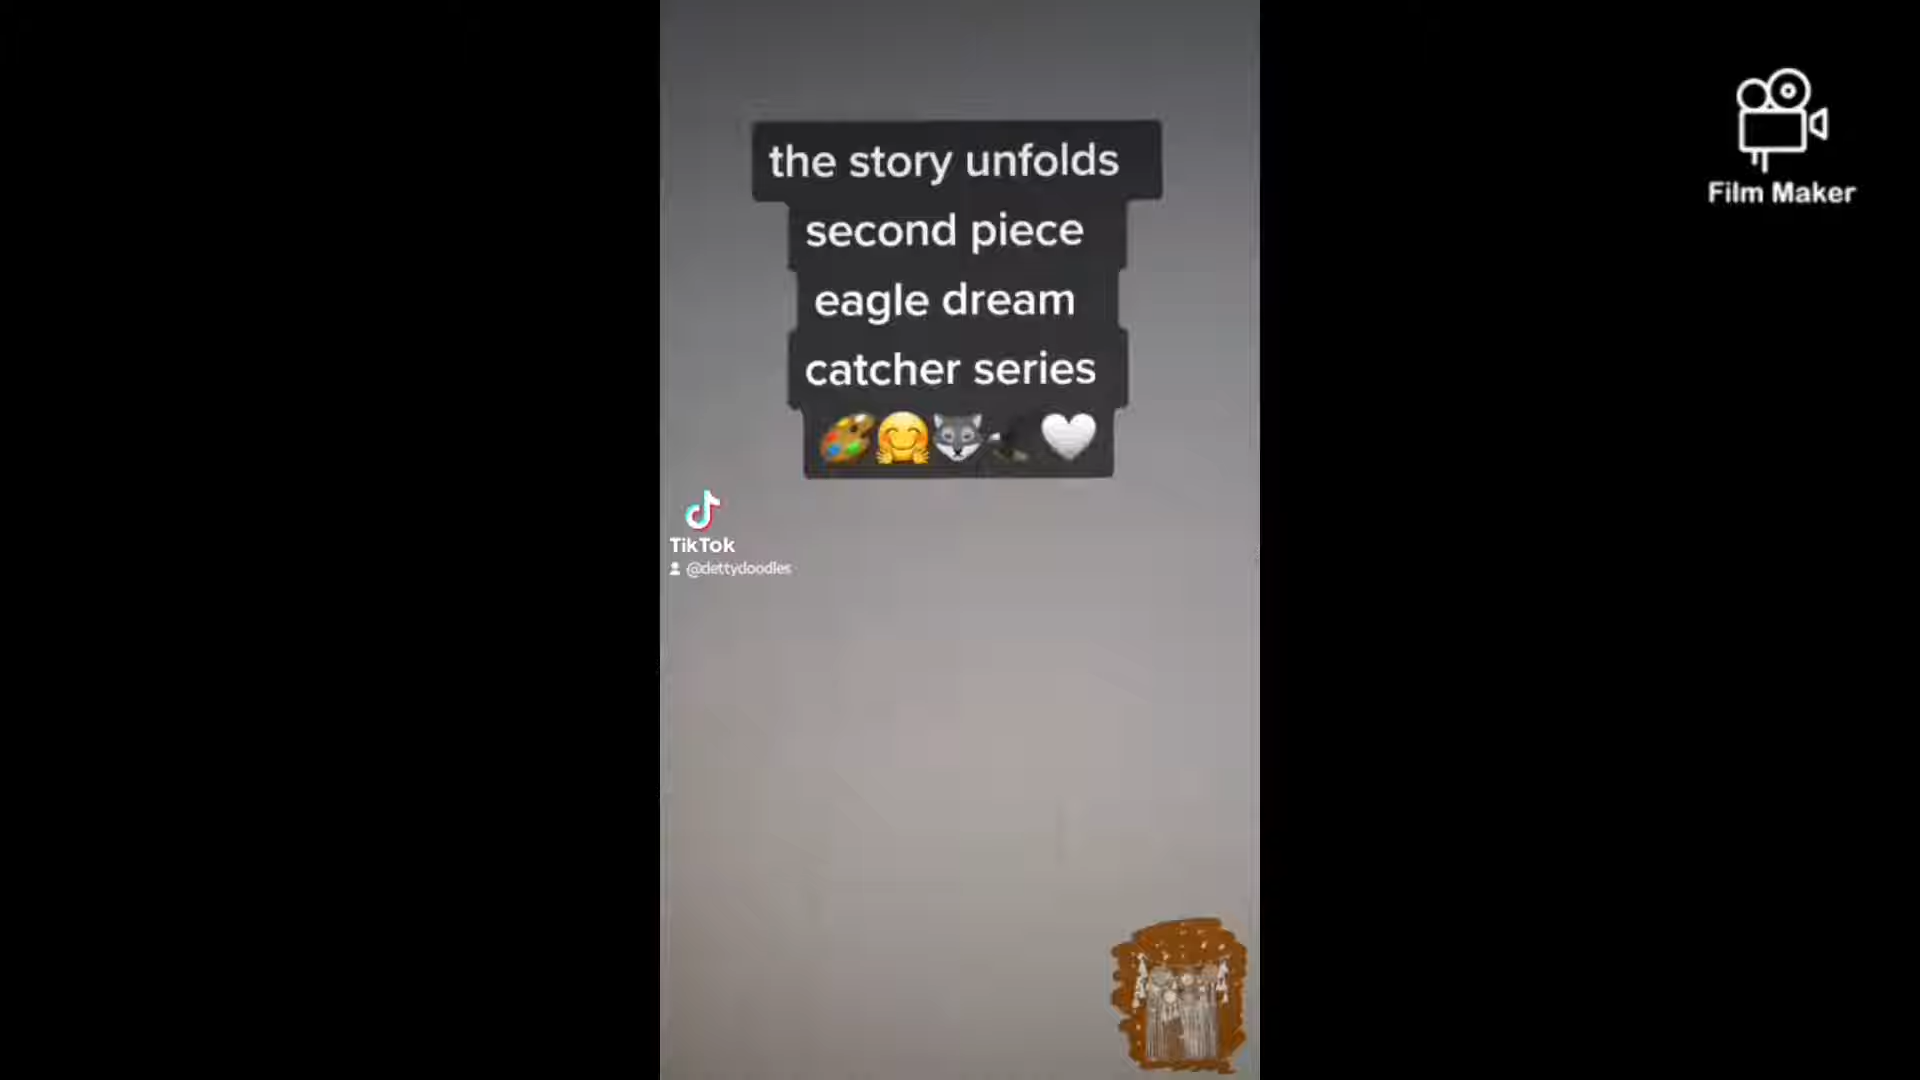 the story unfolds
second piece
eagle dream
catcher series
🎨🤗🐺🦅🤍
TikTok
@dettydoodles
Film Maker